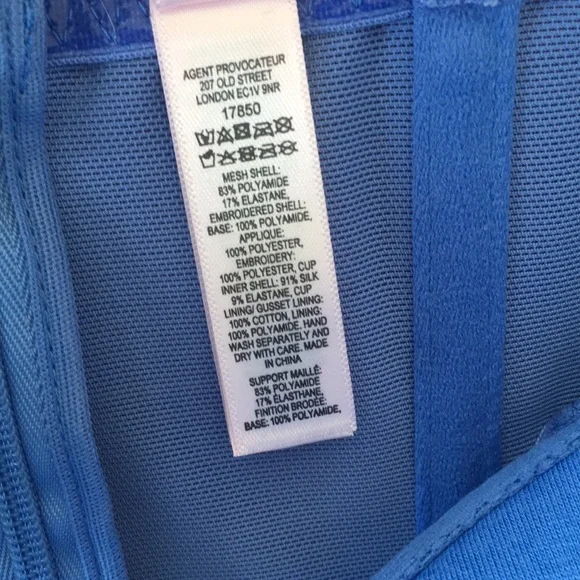 AGENT PROVOCATEUR
207 OLD STREET
LONDON EC1V 9NR
17850
MESH SHELL:
83% POLYAMIDE
17% ELASTANE,
EMBROIDERED SHELL:
BASE: 100% POLYAMIDE,
APPLIQUE:
100% POLYESTER,
EMBROIDERY:
100% POLYESTER, CUP
INNER SHELL: 91% SILK
9% ELASTANE, CUP
LINING/ GUSSET LINING:
100% COTTON, LINING:
100% POLYAMIDE. HAND
WASH SEPARATELY AND
DRY WITH CARE. MADE
IN CHINA
SUPPORT MAILLÉ:
83% POLYAMIDE
17% ÉLASTHANE,
FINITION BRODÉE:
BASE: 100% POLYAMIDE,